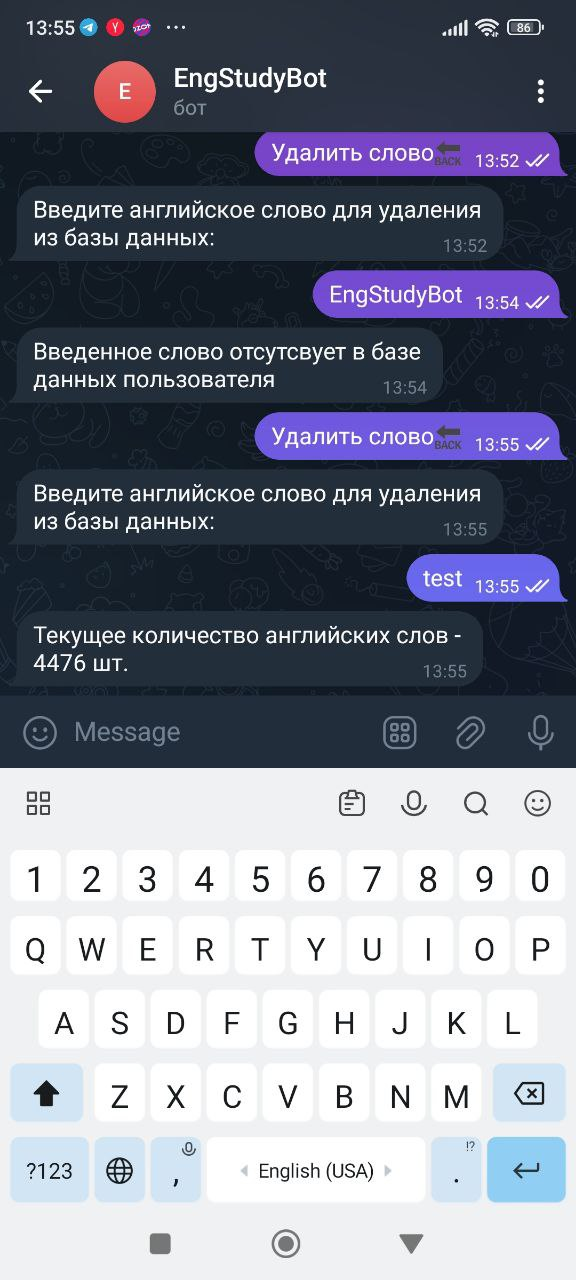 13:55 ... 86
E EngStudyBot
бот
Удалить слово🔙 13:52
Введите английское слово для удаления
из базы данных:
13:52
EngStudyBot 13:54
Введенное слово отсутсвует в базе
данных пользователя
13:54
Удалить слово🔙 13:55
Введите английское слово для удаления
из базы данных:
13:55
test 13:55
Текущее количество английских слов -
4476 шт.
13:55
Message
1 2 3 4 5 6 7 8 9 0
Q W E R T Y U I O P
A S D F G H J K L
Z X C V B N M
?123 , English (USA) . !?